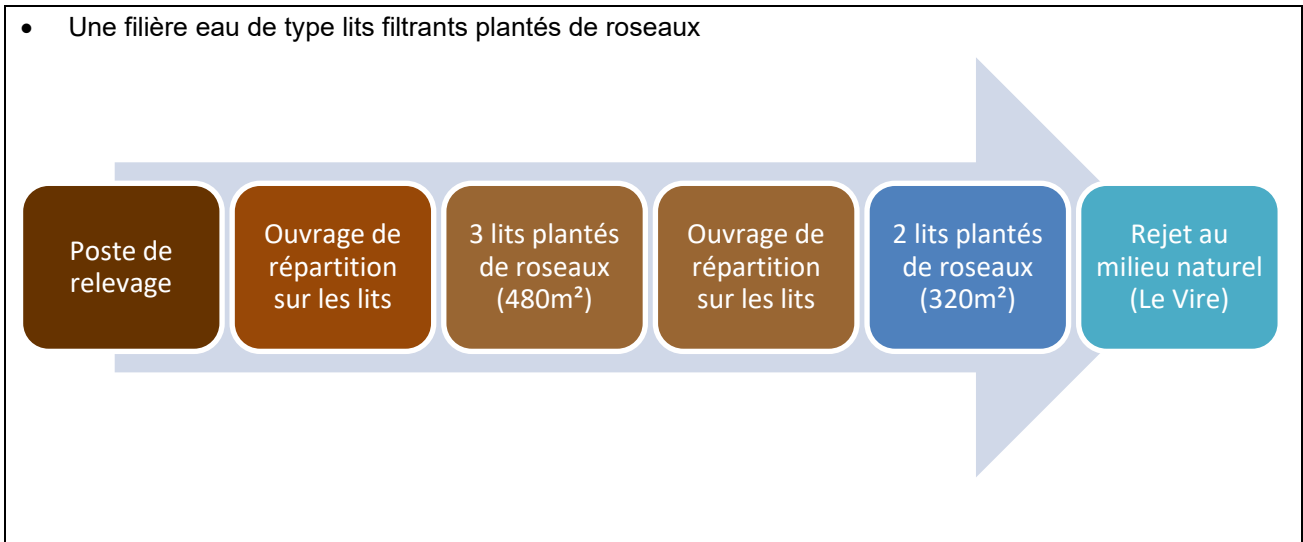 • Une filière eau de type lits filtrants plantés de roseaux
Poste de
relevage
Ouvrage de
répartition
sur les lits
3 lits plantés
de roseaux
(480m²)
Ouvrage de
répartition
sur les lits
2 lits plantés
de roseaux
(320m²)
Rejet au
milieu naturel
(Le Vire)